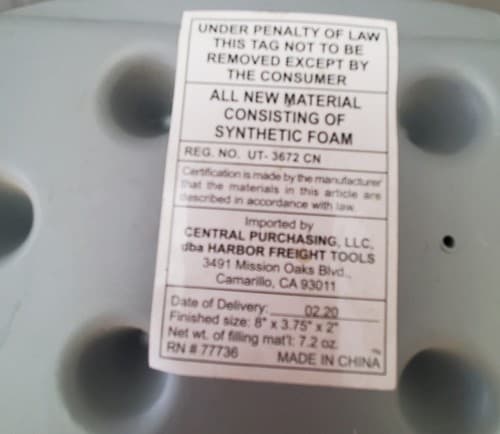 UNDER PENALTY OF LAW
THIS TAG NOT TO BE
REMOVED EXCEPT BY
THE CONSUMER
ALL NEW MATERIAL
CONSISTING OF
SYNTHETIC FOAM
REG. NO. UT- 3672 CN
Certification is made by the manufacturer
that the materials in this article are
described in accordance with law.
Imported by
CENTRAL PURCHASING, LLC,
dba HARBOR FREIGHT TOOLS
3491 Mission Oaks Blvd.,
Camarillo, CA 93011
Date of Delivery: 02.20
Finished size: 8" x 3.75" x 2"
Net wt. of filling mat'l: 7.2 oz.
RN # 77736 MADE IN CHINA